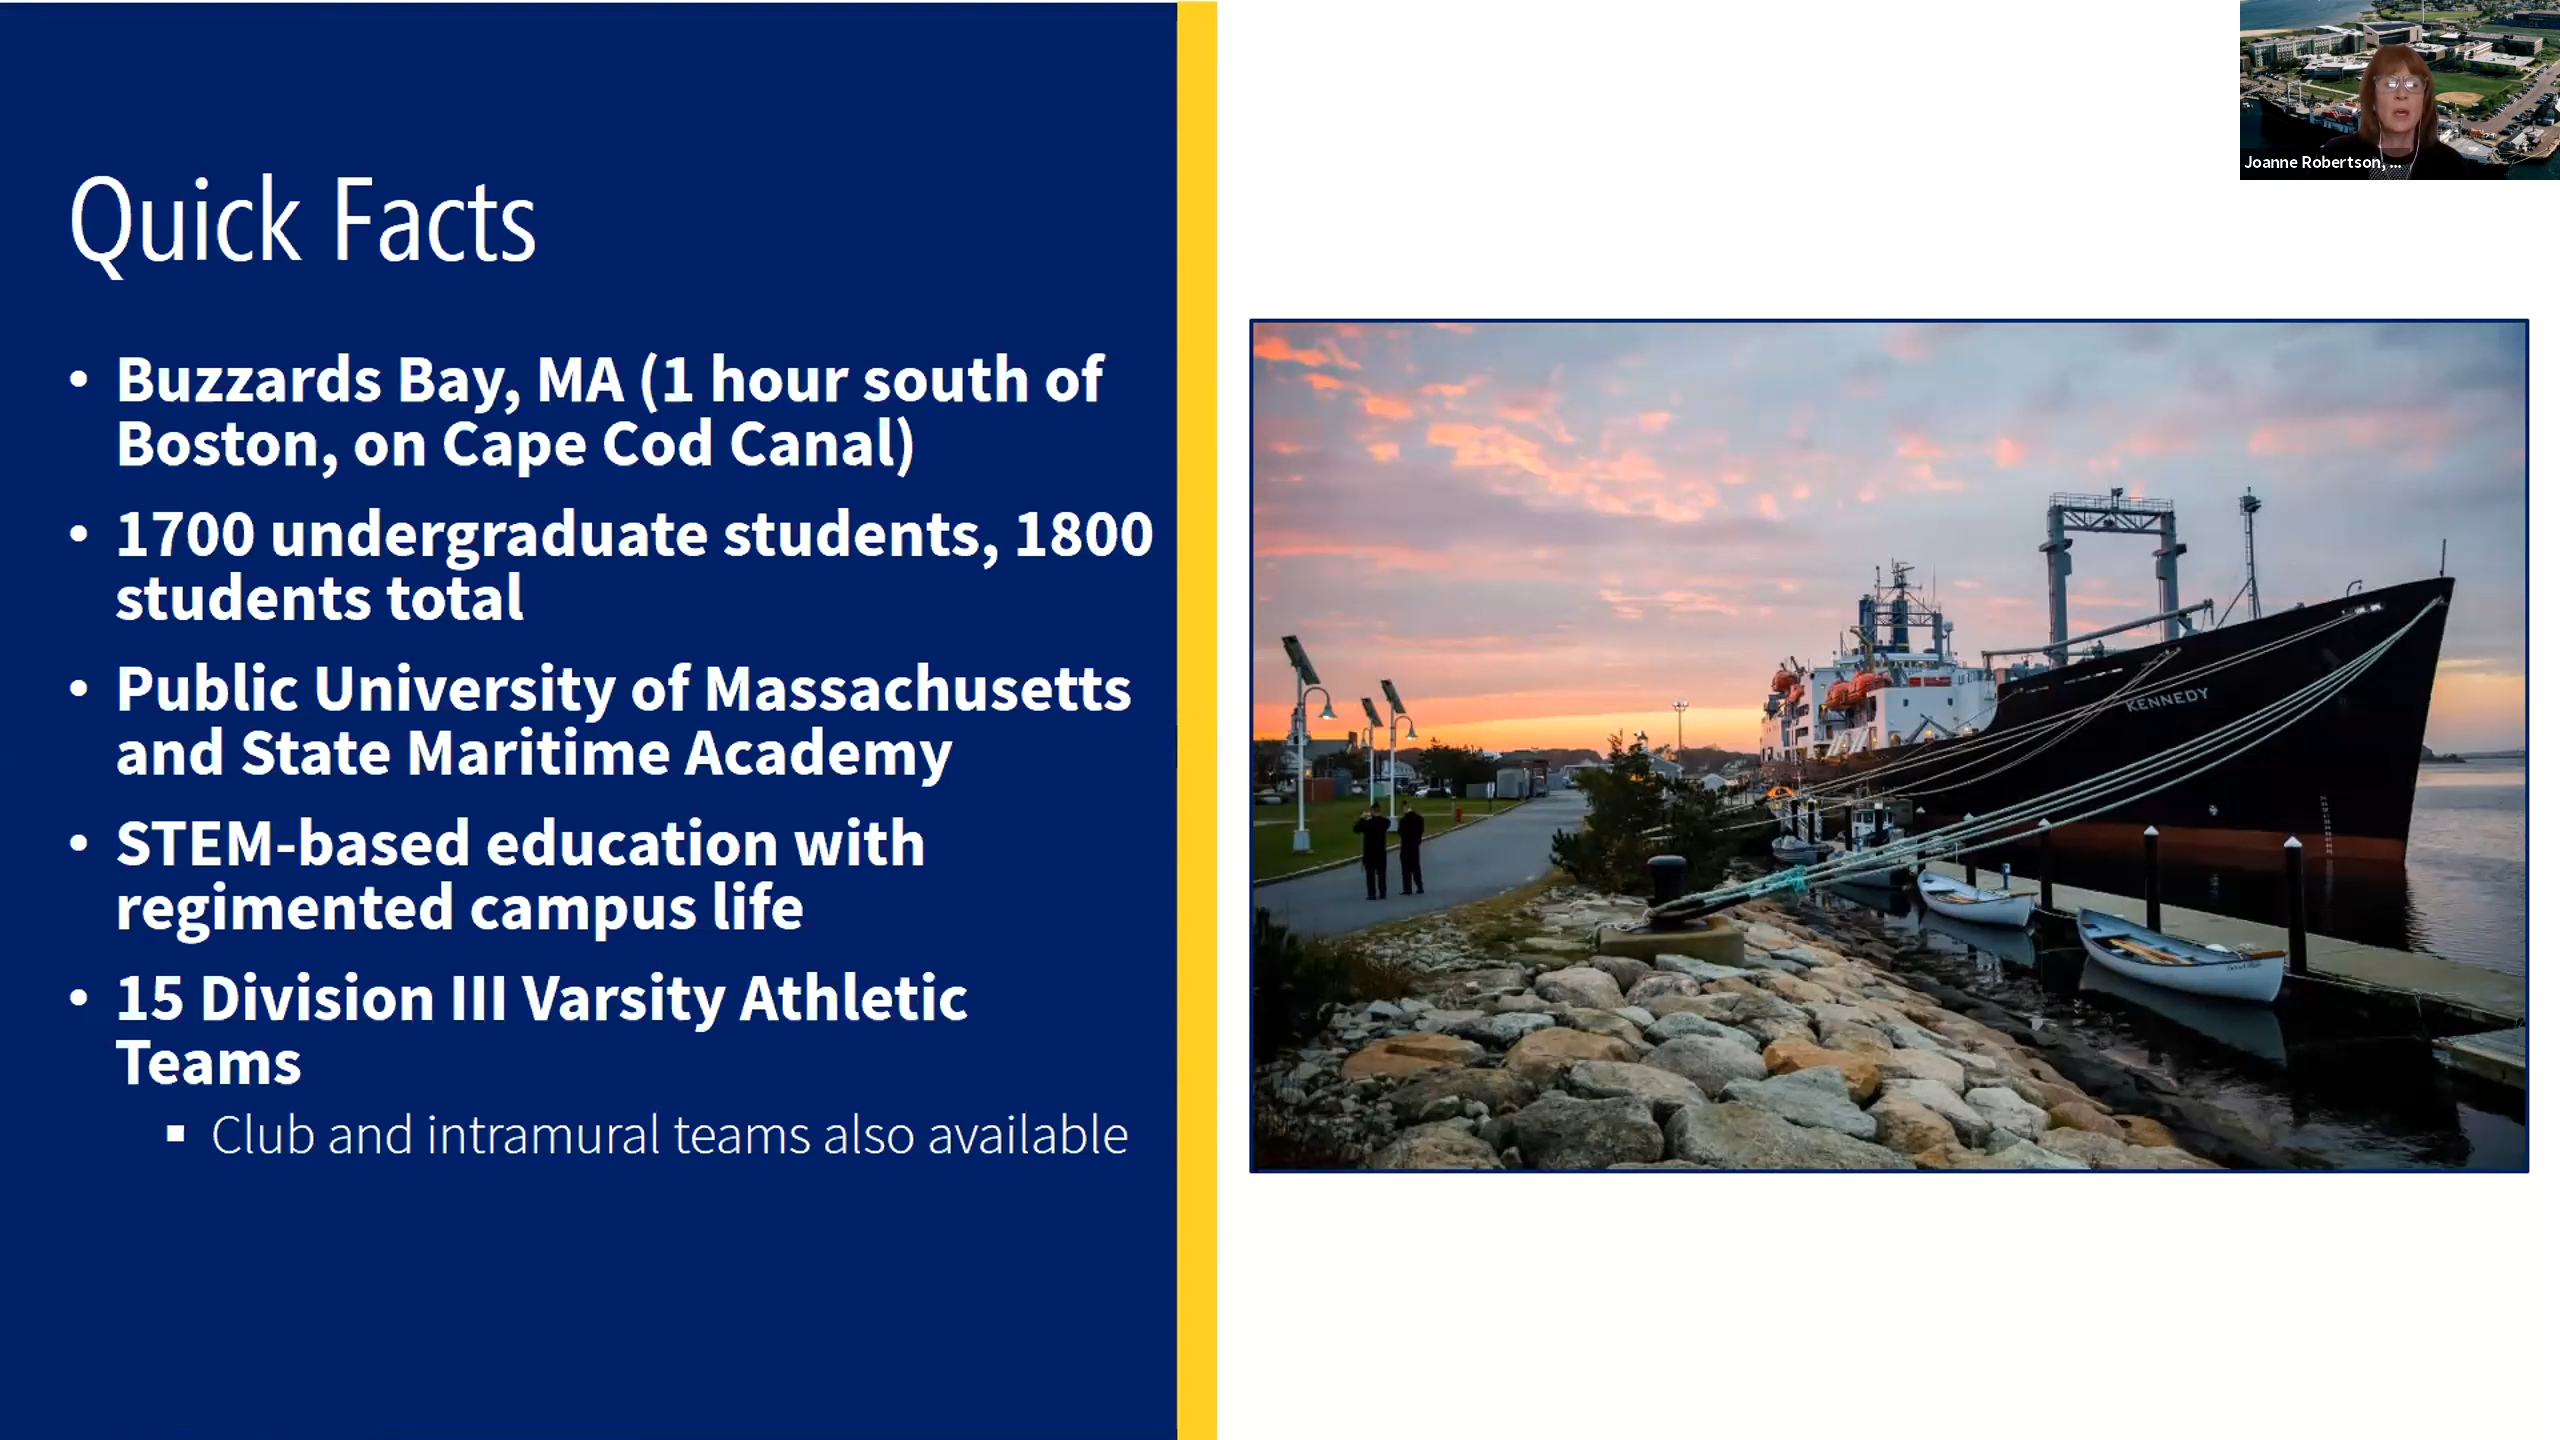 Quick Facts
• Buzzards Bay, MA (1 hour south of
Boston, on Cape Cod Canal)
• 1700 undergraduate students, 1800
students total
• Public University of Massachusetts
and State Maritime Academy
• STEM-based education with
regimented campus life
• 15 Division III Varsity Athletic
Teams
▪ Club and intramural teams also available
Joanne Robertson, ...
KENNEDY